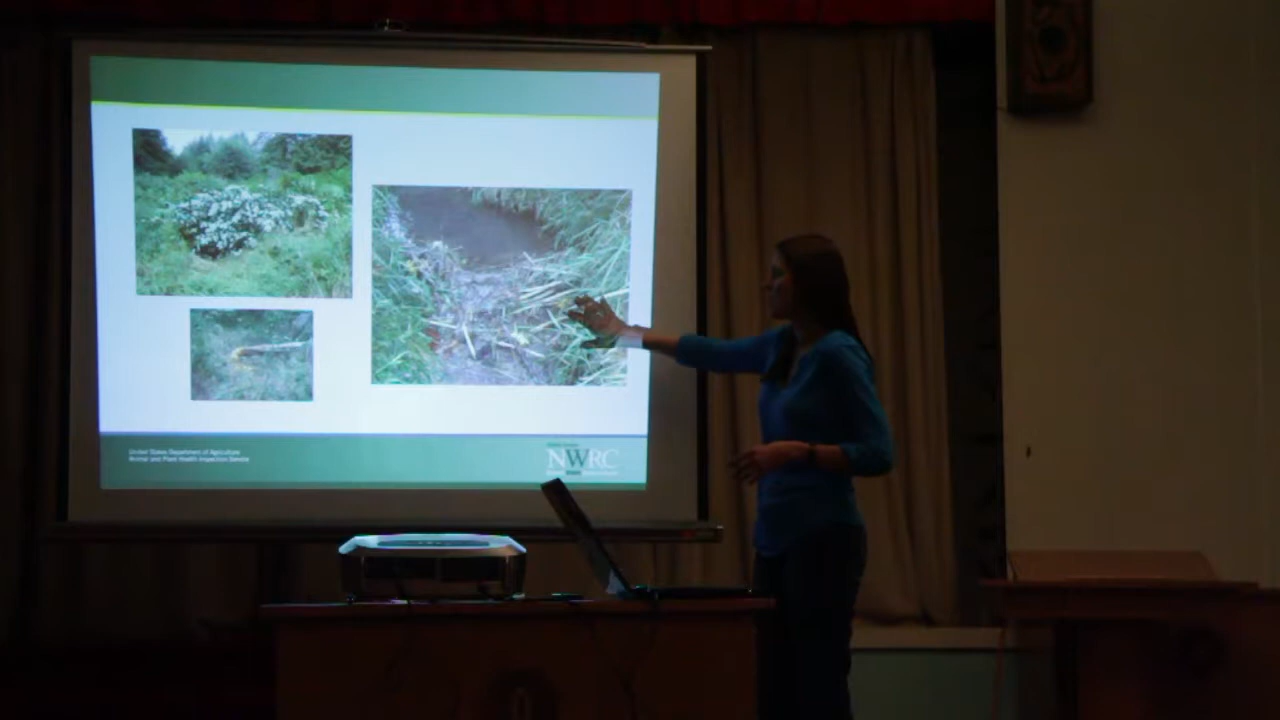 United States Department of Agriculture
Animal and Plant Health Inspection Service
NWRC